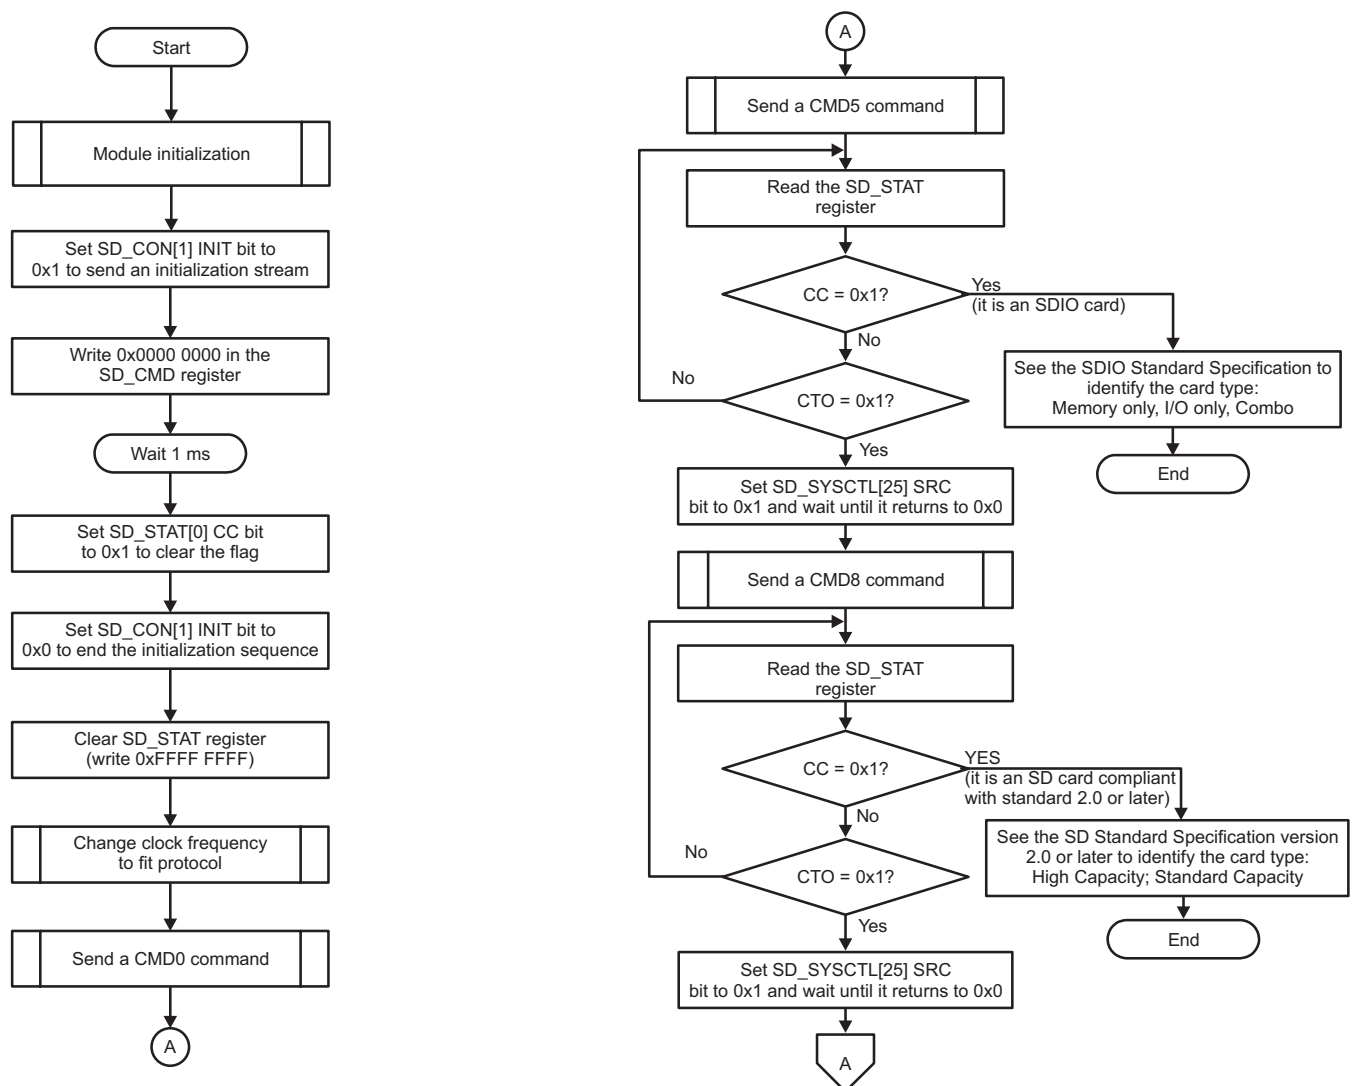 Start
Module initialization
Set SD_CON[1] INIT bit to
0x1 to send an initialization stream
Write 0x0000 0000 in the
SD_CMD register
Wait 1 ms
Set SD_STAT[0] CC bit
to 0x1 to clear the flag
Set SD_CON[1] INIT bit to
0x0 to end the initialization sequence
Clear SD_STAT register
(write 0xFFFF FFFF)
Change clock frequency
to fit protocol
Send a CMD0 command
A
A
Send a CMD5 command
Read the SD_STAT
register
CC = 0x1?
Yes
(it is an SDIO card)
No
See the SDIO Standard Specification to
identify the card type:
Memory only, I/O only, Combo
End
No
CTO = 0x1?
Yes
Set SD_SYSCTL[25] SRC
bit to 0x1 and wait until it returns to 0x0
Send a CMD8 command
Read the SD_STAT
register
CC = 0x1?
YES
(it is an SD card compliant
with standard 2.0 or later)
No
See the SD Standard Specification version
2.0 or later to identify the card type:
High Capacity; Standard Capacity
End
No
CTO = 0x1?
Yes
Set SD_SYSCTL[25] SRC
bit to 0x1 and wait until it returns to 0x0
A